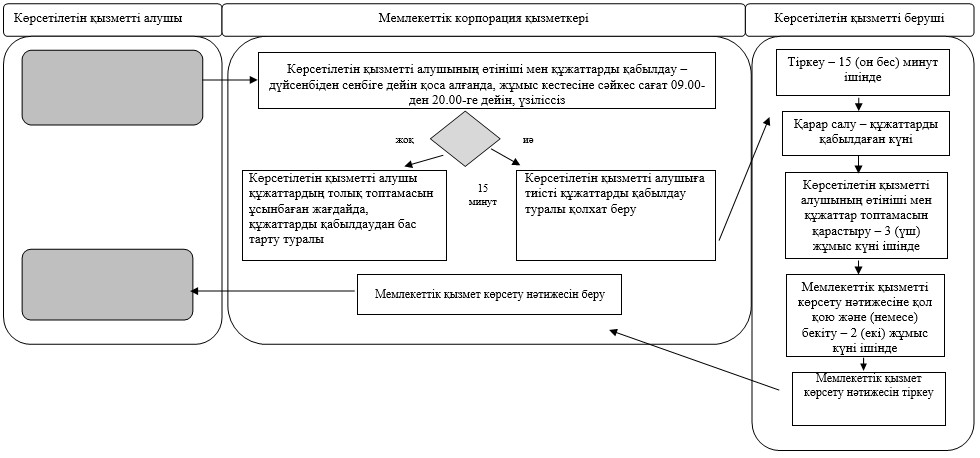 Көрсетілетін қызметті алушы
Мемлекеттік корпорация қызметкері
Көрсетілетін қызметті беруші
Көрсетілетін қызметті алушының өтініші мен құжаттарды қабылдау –
дүйсенбіден сенбіге дейін қоса алғанда, жұмыс кестесіне сәйкес сағат 09.00-
ден 20.00-ге дейін, үзіліссіз
жоқ
иә
Көрсетілетін қызметті алушы
құжаттардың толық топтамасын
ұсынбаған жағдайда,
құжаттарды қабылдаудан бас
тарту туралы
15
минут
Көрсетілетін қызметті алушыға
тиісті құжаттарды қабылдау
туралы қолхат беру
Мемлекеттік қызмет көрсету нәтижесін беру
Тіркеу – 15 (он бес) минут
ішінде
Қарар салу – құжаттарды
қабылдаған күні
Көрсетілетін қызметті
алушының өтініші мен
құжаттар топтамасын
қарастыру – 3 (үш)
жұмыс күні ішінде
Мемлекеттік қызметті
көрсету нәтижесіне қол
қою және (немесе)
бекіту – 2 (екі) жұмыс
күні ішінде
Мемлекеттік қызмет
көрсету нәтижесін тіркеу